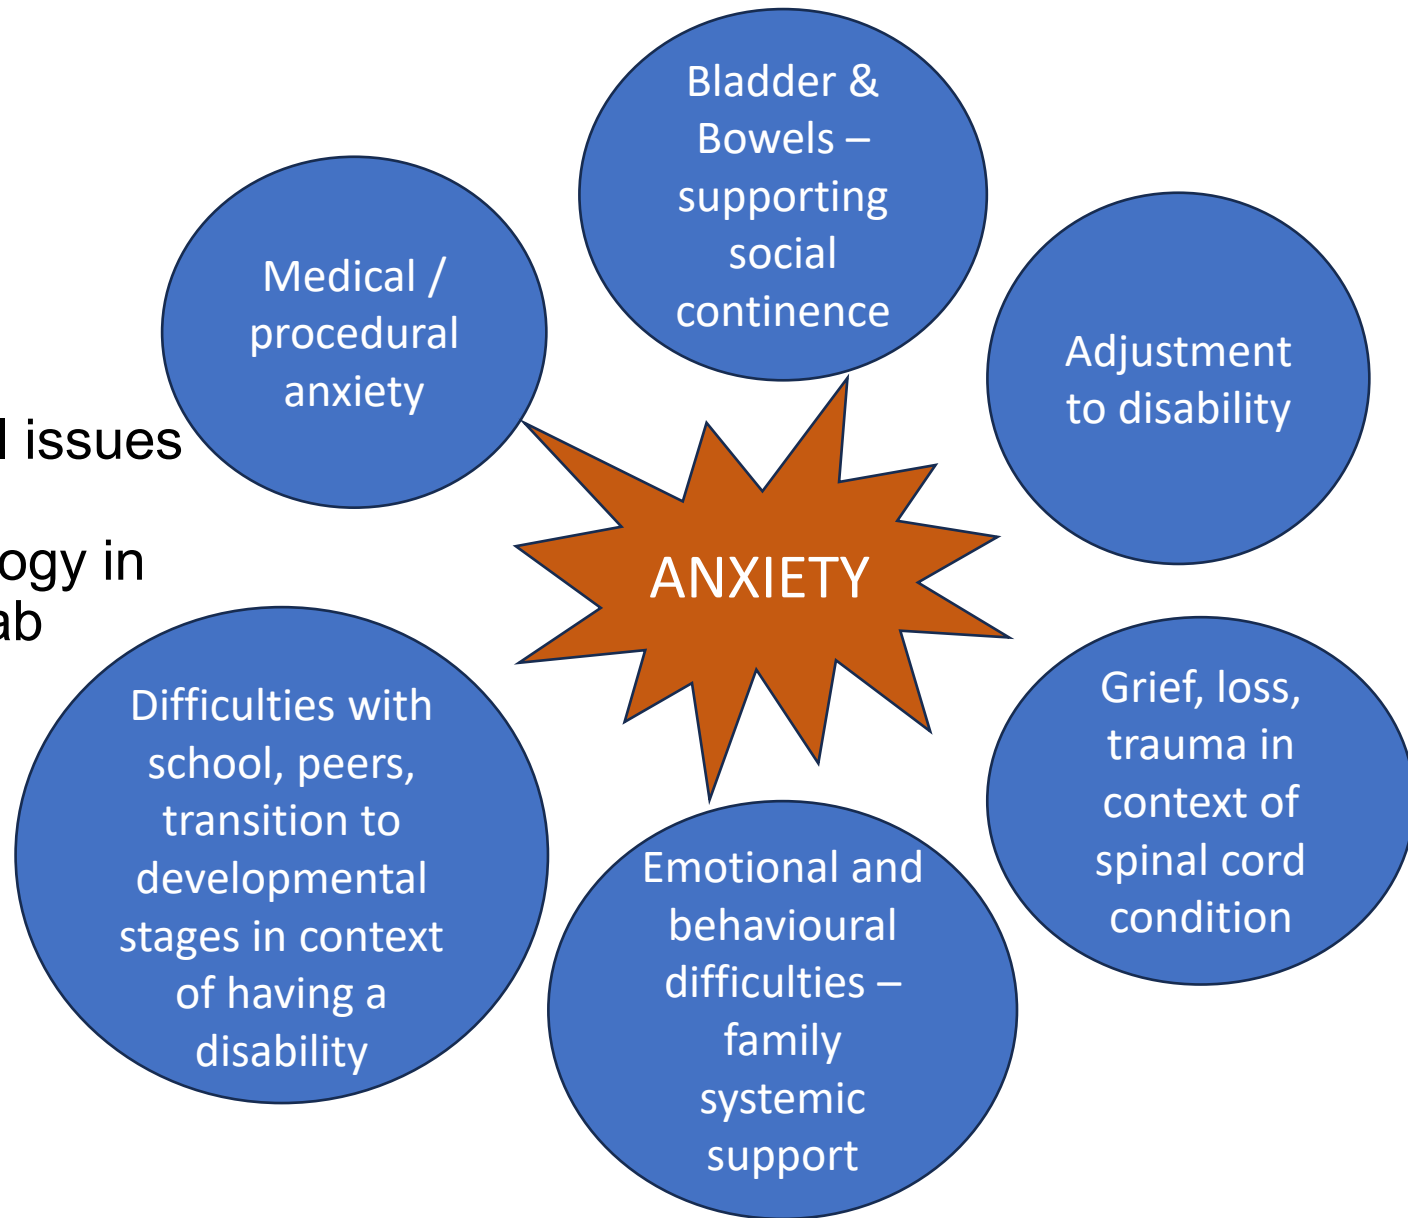 Bladder &
Bowels –
supporting
social
continence
Medical /
procedural
anxiety
Adjustment
to disability
issues
in
ANXIETY
Difficulties with
school, peers,
transition to
developmental
stages in context
of having a
disability
Grief, loss,
trauma in
context of
spinal cord
condition
Emotional and
behavioural
difficulties –
family
systemic
support